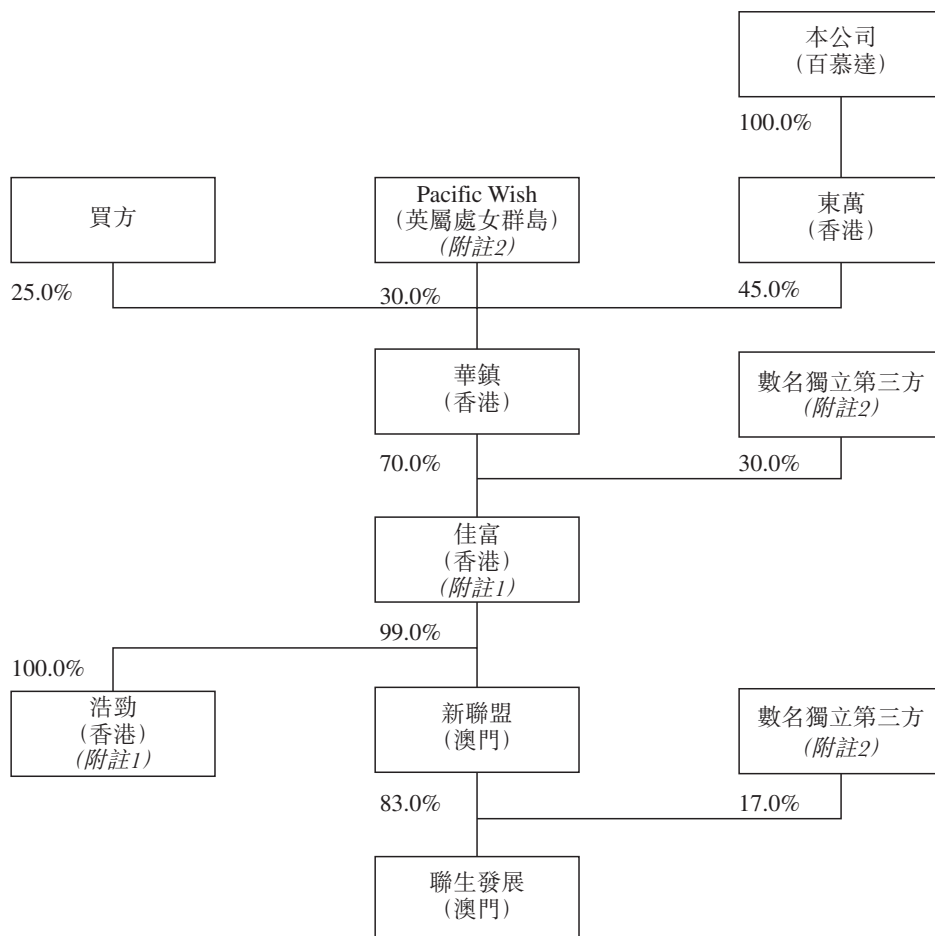 本公司
(百慕達)
100.0%
買方
Pacific Wish
(英屬處女群島)
(附註2)
東萬
(香港)
25.0%
30.0%
45.0%
華鎮
(香港)
數名獨立第三方
(附註2)
70.0%
30.0%
佳富
(香港)
(附註1)
99.0%
100.0%
浩勁
(香港)
(附註1)
新聯盟
(澳門)
數名獨立第三方
(附註2)
83.0%
17.0%
聯生發展
(澳門)